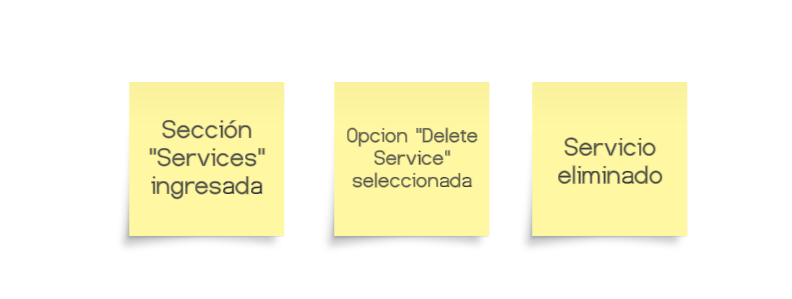 Sección
"Services"
ingresada
Opcion "Delete
Service"
seleccionada
Servicio
eliminado